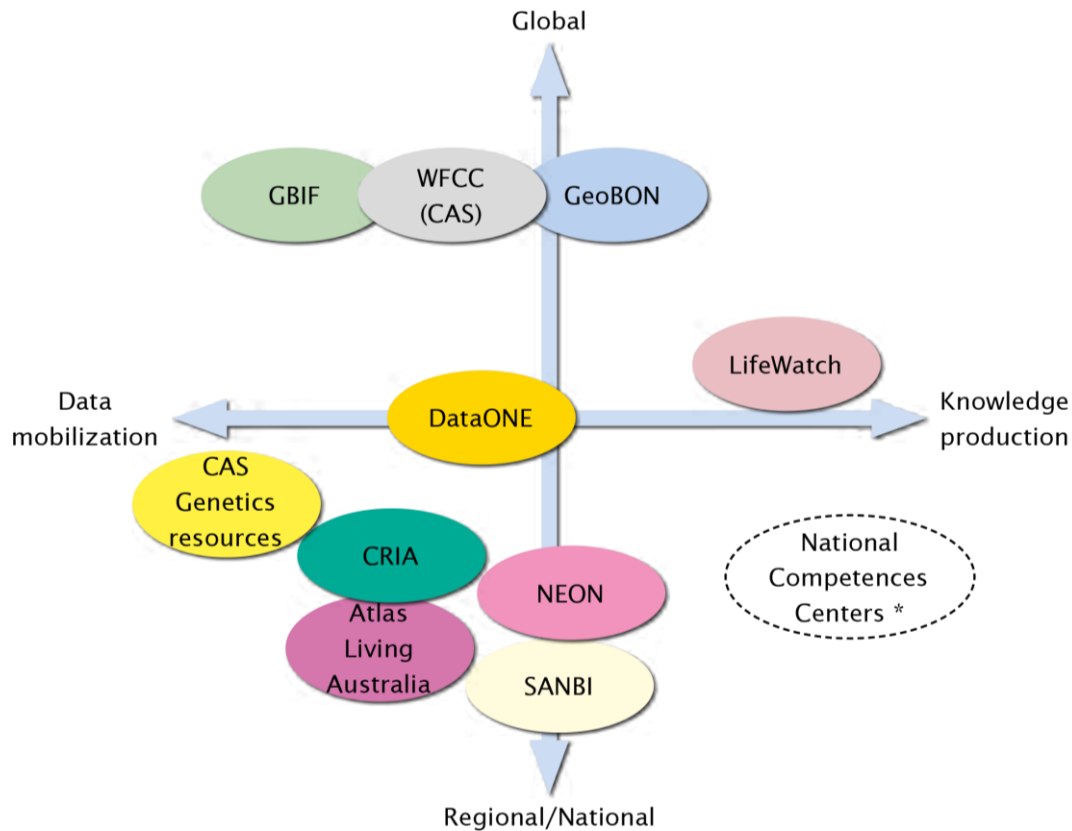 Global
GBIF
WFCC
(CAS)
GeoBON
LifeWatch
Data
mobilization
DataONE
Knowledge
production
CAS
Genetics
resources
CRIA
National
Competences
Centers *
NEON
Atlas
Living
Australia
SANBI
Regional/National